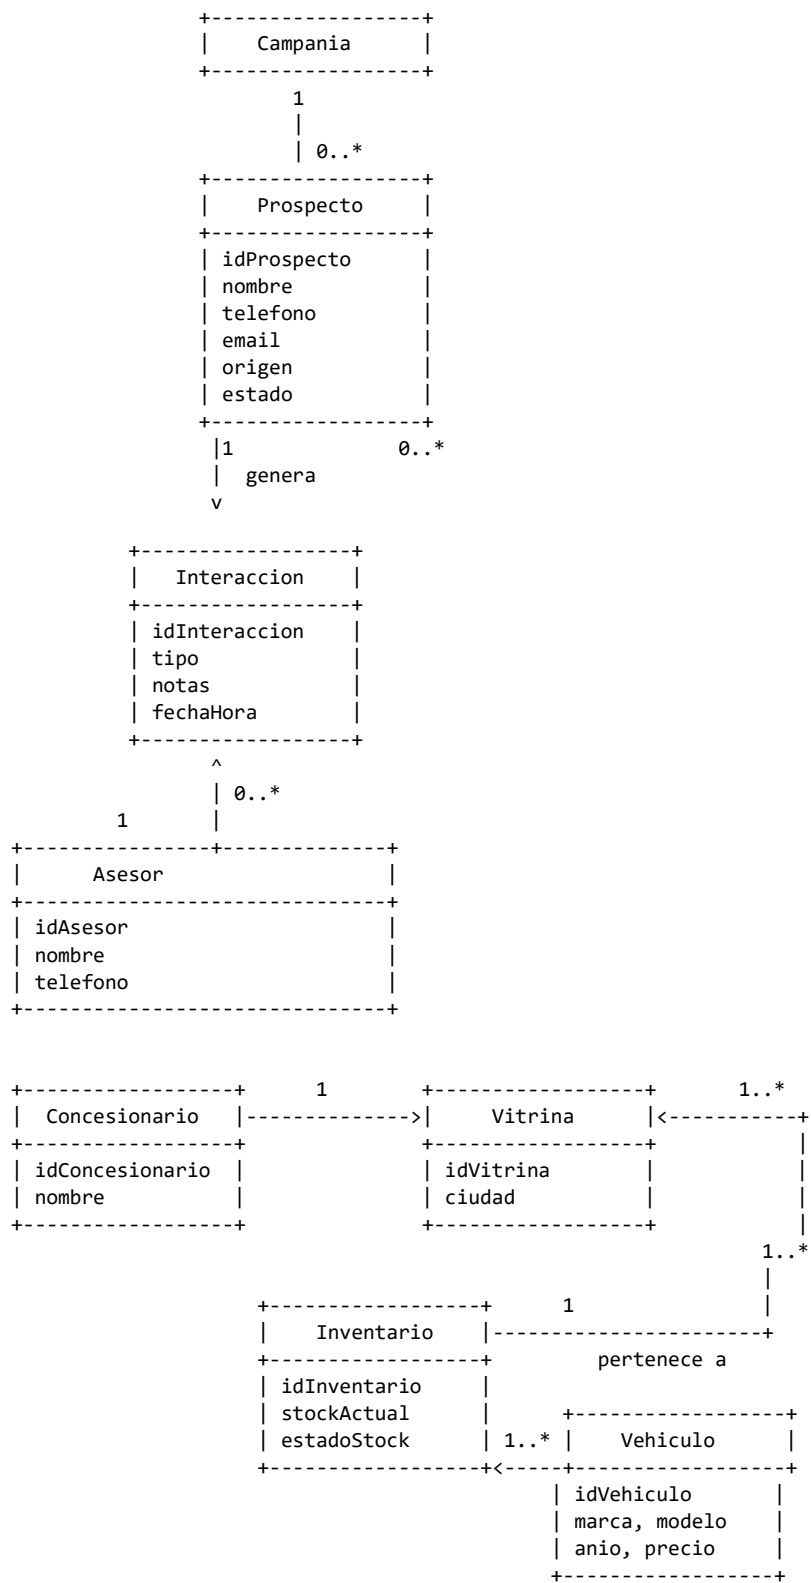 Campania
1
0..*
Prospecto
idProspecto
nombre
telefono
email
origen
estado
1 0..*
genera
v
Interaccion
idInteraccion
tipo
notas
fechaHora
^
0..*
1
Asesor
idAsesor
nombre
telefono
1 1..*
Concesionario Vitrina
idConcesionario idVitrina
nombre ciudad
1..*
1
Inventario
pertenece a
idInventario
stockActual
estadoStock 1..* Vehiculo
idVehiculo
marca, modelo
anio, precio